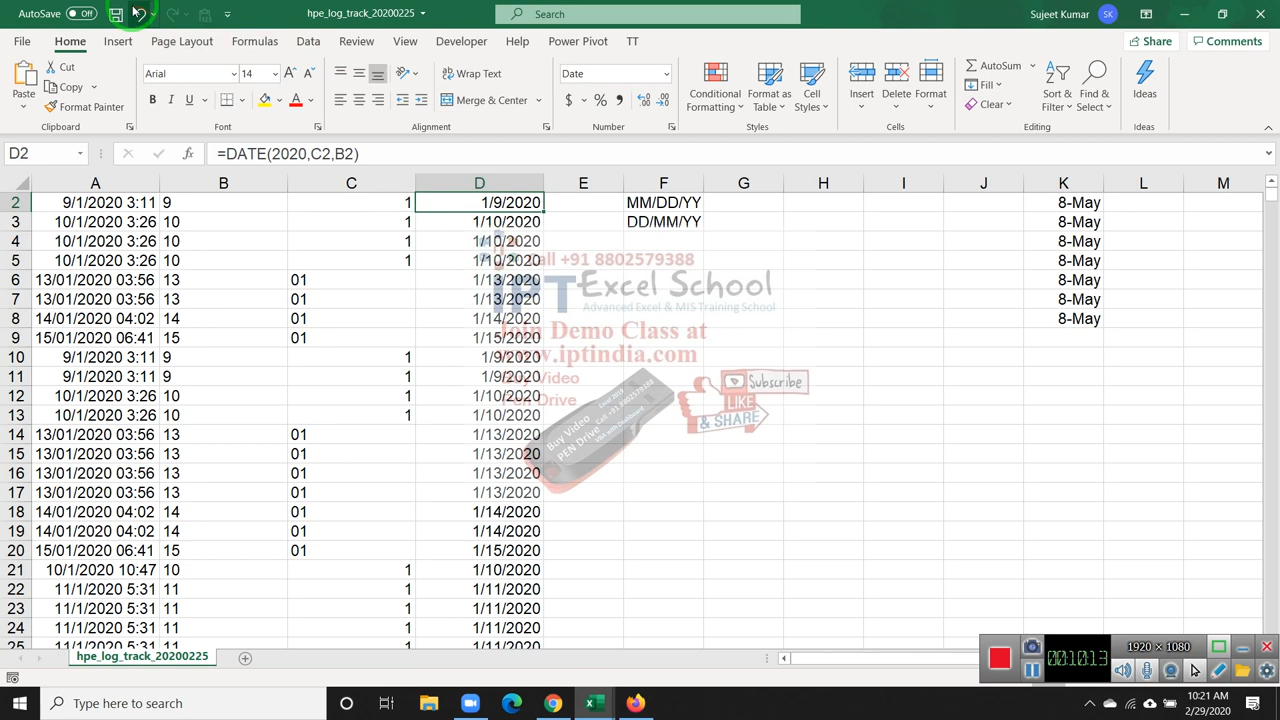 AutoSave Off hpe_log_track_20200225 Search Sujeet Kumar SK
File Home Insert Page Layout Formulas Data Review View Developer Help Power Pivot TT Share Comments
Paste Cut Copy Format Painter Clipboard
Arial 14 B I U A Font
Wrap Text Merge & Center Alignment
Date $ % Number
Conditional Formatting Format as Table Cell Styles Styles
Insert Delete Format Cells
AutoSum Fill Clear Sort & Filter Find & Select Editing
Ideas Ideas
D2 fx =DATE(2020,C2,B2)
A B C D E F G H I J K L M
2 9/1/2020 3:11 9 1 1/9/2020 MM/DD/YY 8-May
3 10/1/2020 3:26 10 1 1/10/2020 DD/MM/YY 8-May
4 10/1/2020 3:26 10 1 1/10/2020 8-May
5 10/1/2020 3:26 10 1 1/10/2020 8-May
6 13/01/2020 03:56 13 01 1/13/2020 8-May
7 13/01/2020 03:56 13 01 1/13/2020 8-May
8 14/01/2020 04:02 14 01 1/14/2020 8-May
9 15/01/2020 06:41 15 01 1/15/2020
10 9/1/2020 3:11 9 1 1/9/2020
11 9/1/2020 3:11 9 1 1/9/2020
12 10/1/2020 3:26 10 1 1/10/2020
13 10/1/2020 3:26 10 1 1/10/2020
14 13/01/2020 03:56 13 01 1/13/2020
15 13/01/2020 03:56 13 01 1/13/2020
16 13/01/2020 03:56 13 01 1/13/2020
17 13/01/2020 03:56 13 01 1/13/2020
18 14/01/2020 04:02 14 01 1/14/2020
19 14/01/2020 04:02 14 01 1/14/2020
20 15/01/2020 06:41 15 01 1/15/2020
21 10/1/2020 10:47 10 1 1/10/2020
22 11/1/2020 5:31 11 1 1/11/2020
23 11/1/2020 5:31 11 1 1/11/2020
24 11/1/2020 5:31 11 1 1/11/2020
25 11/1/2020 5:31 11 1 1/11/2020
Call +91 8802579388
IPT Excel School
Advanced Excel & MIS Training School
Join Demo Class at
www.iptindia.com
Buy Video
Pen Drive
Buy Video
PEN Drive
Call +91 8802579388
Subscribe
LIKE
& SHARE
hpe_log_track_20200225
00:10:13 1920 × 1080
Type here to search
10:21 AM
2/29/2020